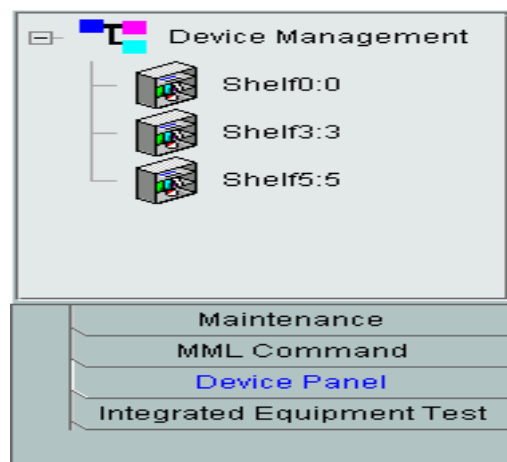 Device Management
Shelf0:0
Shelf3:3
Shelf5:5
Maintenance
MML Command
Device Panel
Integrated Equipment Test